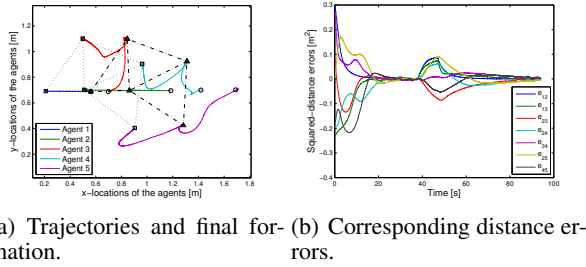 y-locations of the agents [m]
1.2
1
0.8
0.6
0.4
0.2
Agent 1
Agent 2
Agent 3
Agent 4
Agent 5
0.2 0.4 0.6 0.8 1 1.2 1.4 1.6 1.8
x-locations of the agents [m]
Squared-distance errors [m²]
0.3
0.2
0.1
0
−0.1
−0.2
−0.3
−0.4
e12
e13
e23
e24
e34
e25
e45
0 20 40 60 80 100
Time [s]
a) Trajectories and final for-
nation.
(b) Corresponding distance er-
rors.